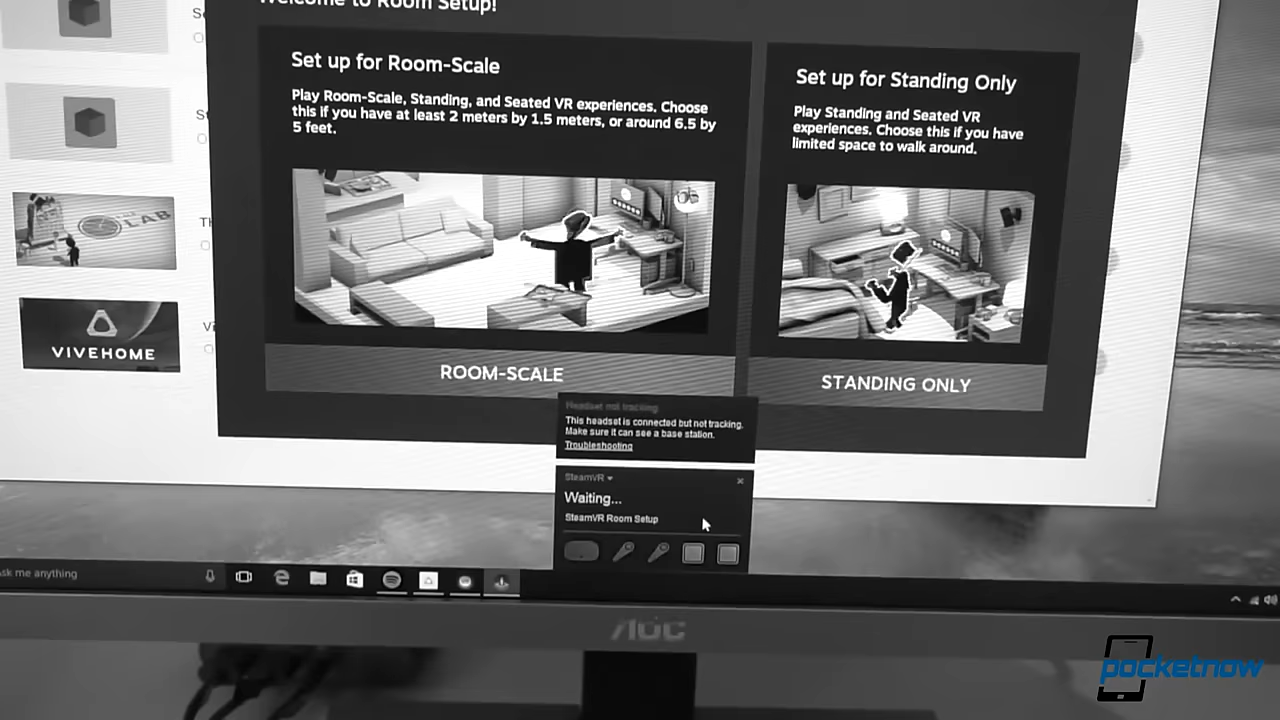 Welcome to Room Setup!
Set up for Room-Scale
Play Room-Scale, Standing, and Seated VR experiences. Choose
this if you have at least 2 meters by 1.5 meters, or around 6.5 by
5 feet.
ROOM-SCALE
Set up for Standing Only
Play Standing and Seated VR
experiences. Choose this if you have
limited space to walk around.
STANDING ONLY
LAB
VIVEHOME
Headset not tracking
This headset is connected but not tracking.
Make sure it can see a base station.
Troubleshooting
SteamVR
Waiting...
SteamVR Room Setup
sk me anything
AOC
pocketnow